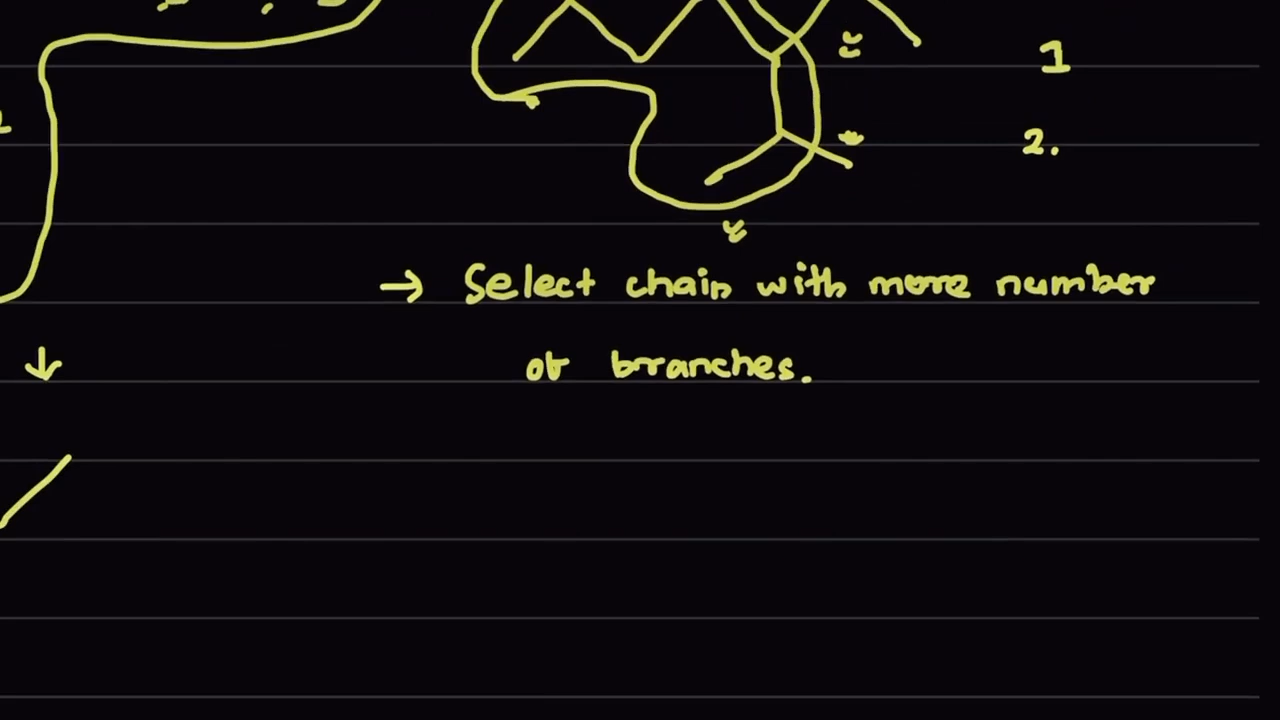 1
2.
→ Select chain with more number
of branches.